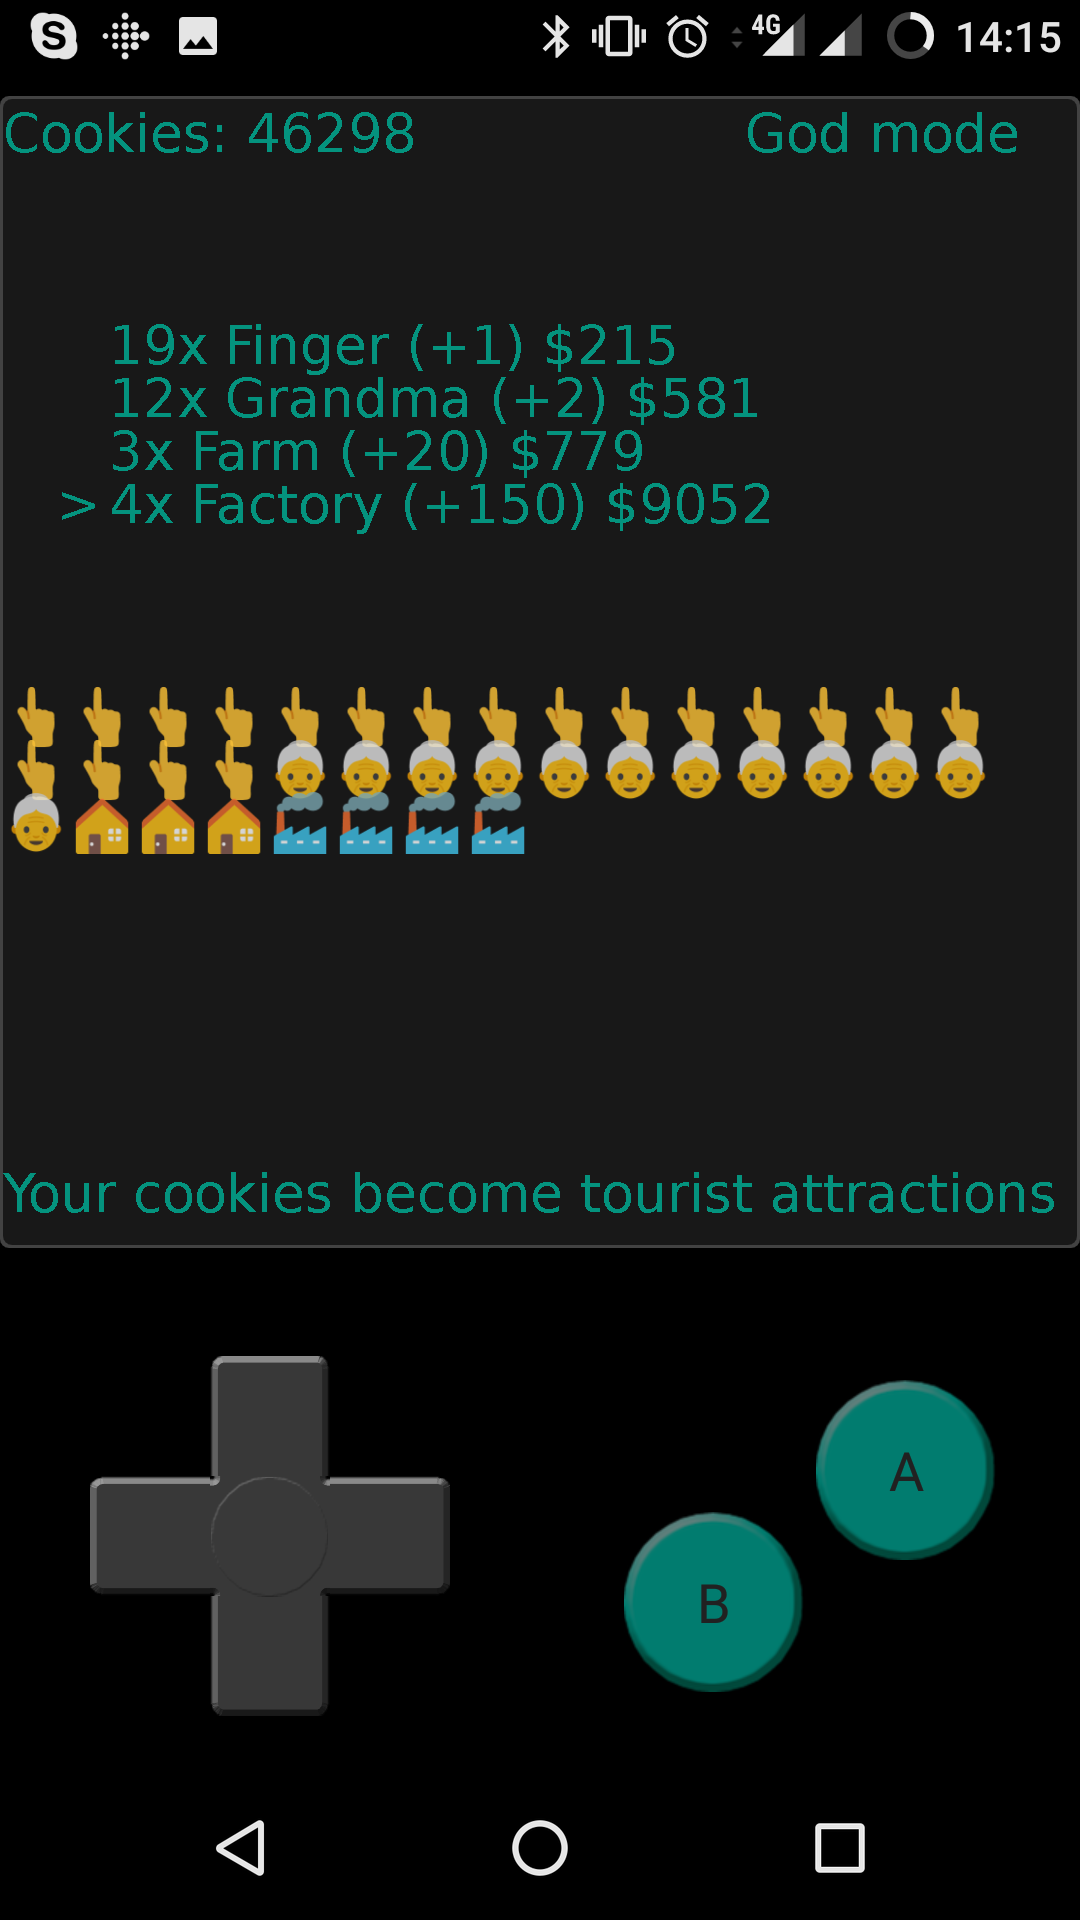 4G 14:15
Cookies: 46298 God mode
19x Finger (+1) $215
12x Grandma (+2) $581
3x Farm (+20) $779
> 4x Factory (+150) $9052
Your cookies become tourist attractions
A
B